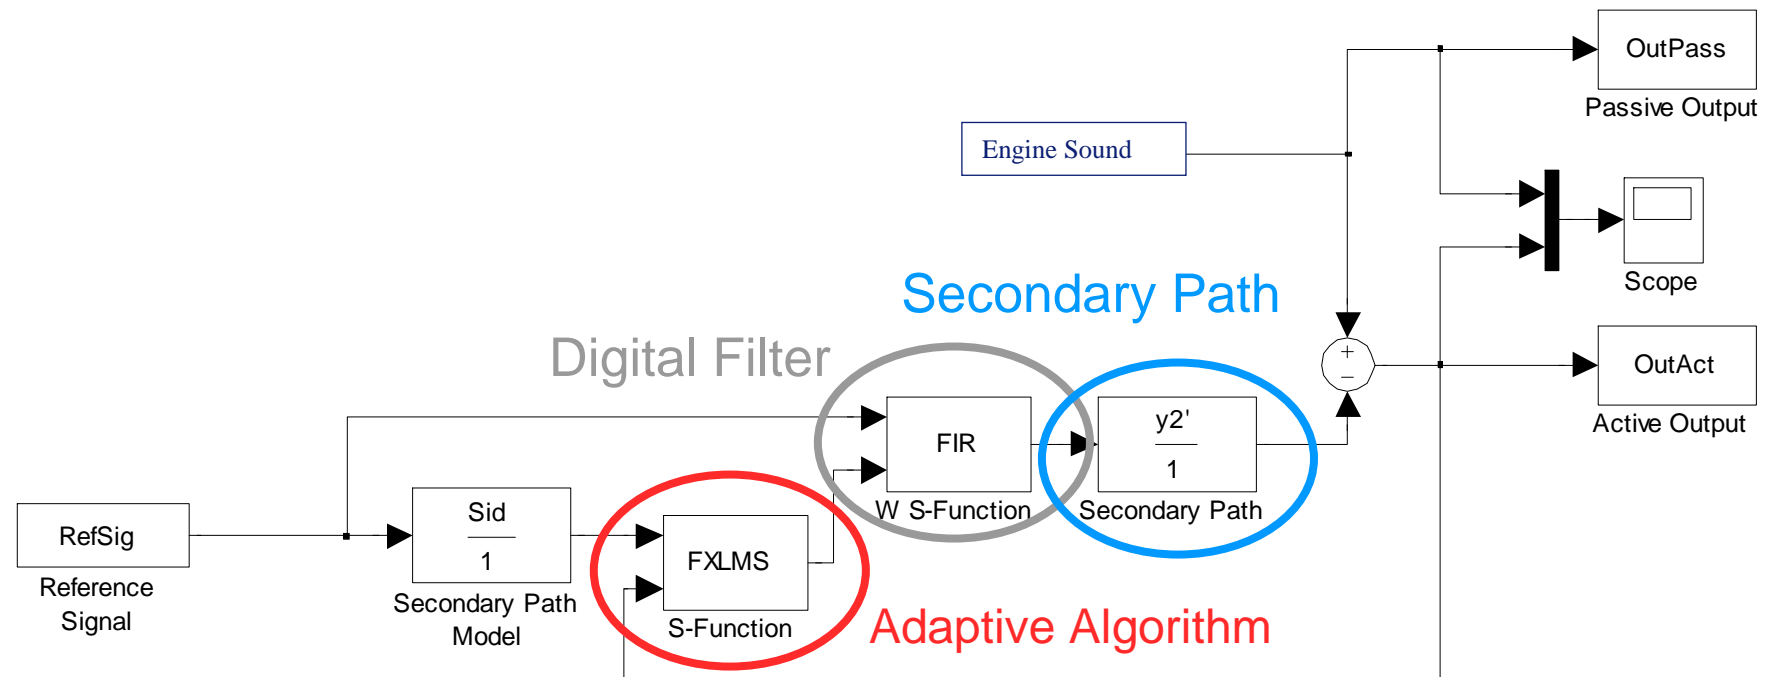 OutPass
Passive Output
Engine Sound
Scope
Secondary Path
Digital Filter
+
−
OutAct
Active Output
FIR
W S-Function
y2'
1
Secondary Path
RefSig
Reference
Signal
Sid
1
Secondary Path
Model
FXLMS
S-Function
Adaptive Algorithm